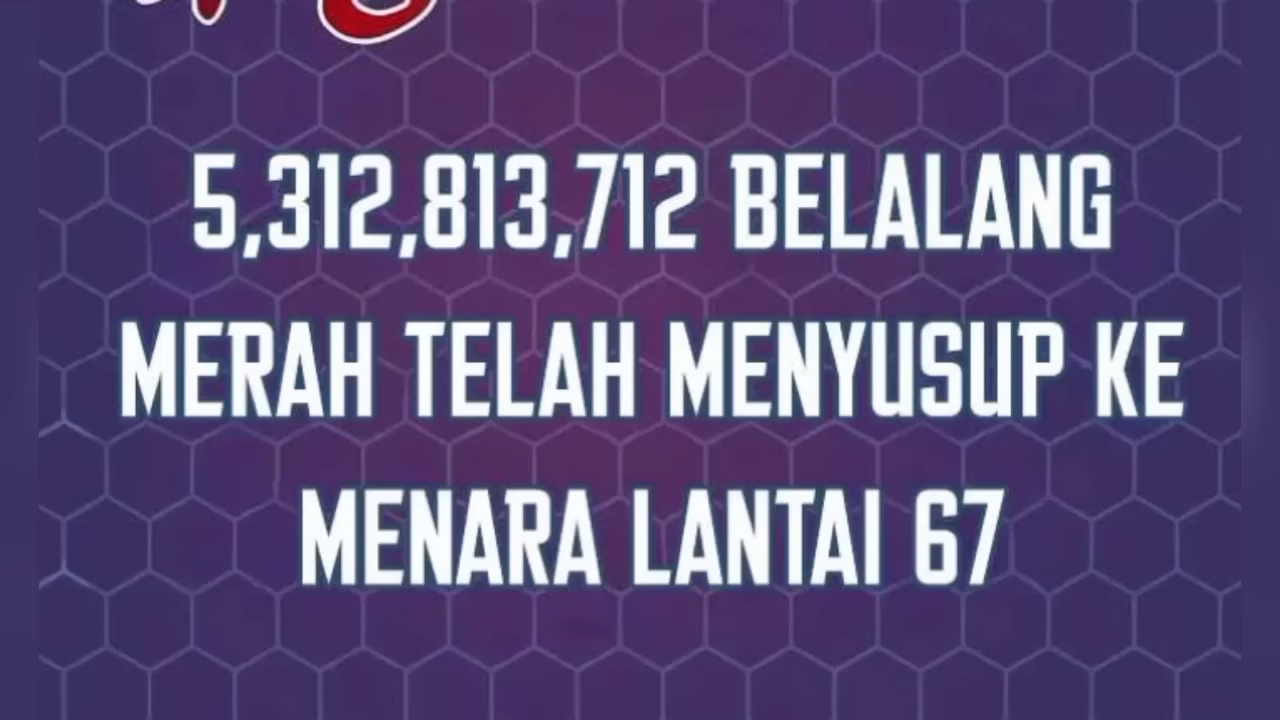 5,312,813,712 BELALANG
MERAH TELAH MENYUSUP KE
MENARA LANTAI 67